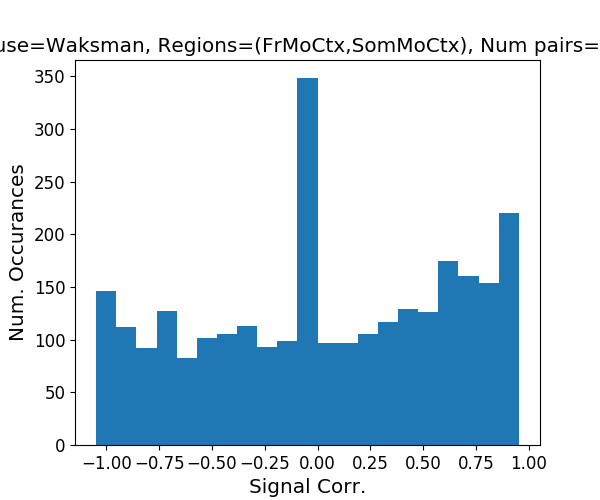 use=Waksman, Regions=(FrMoCtx,SomMoCtx), Num pairs=
350
300
250
200
150
100
50
0
Num. Occurances
−1.00 −0.75 −0.50 −0.25 0.00 0.25 0.50 0.75 1.00
Signal Corr.